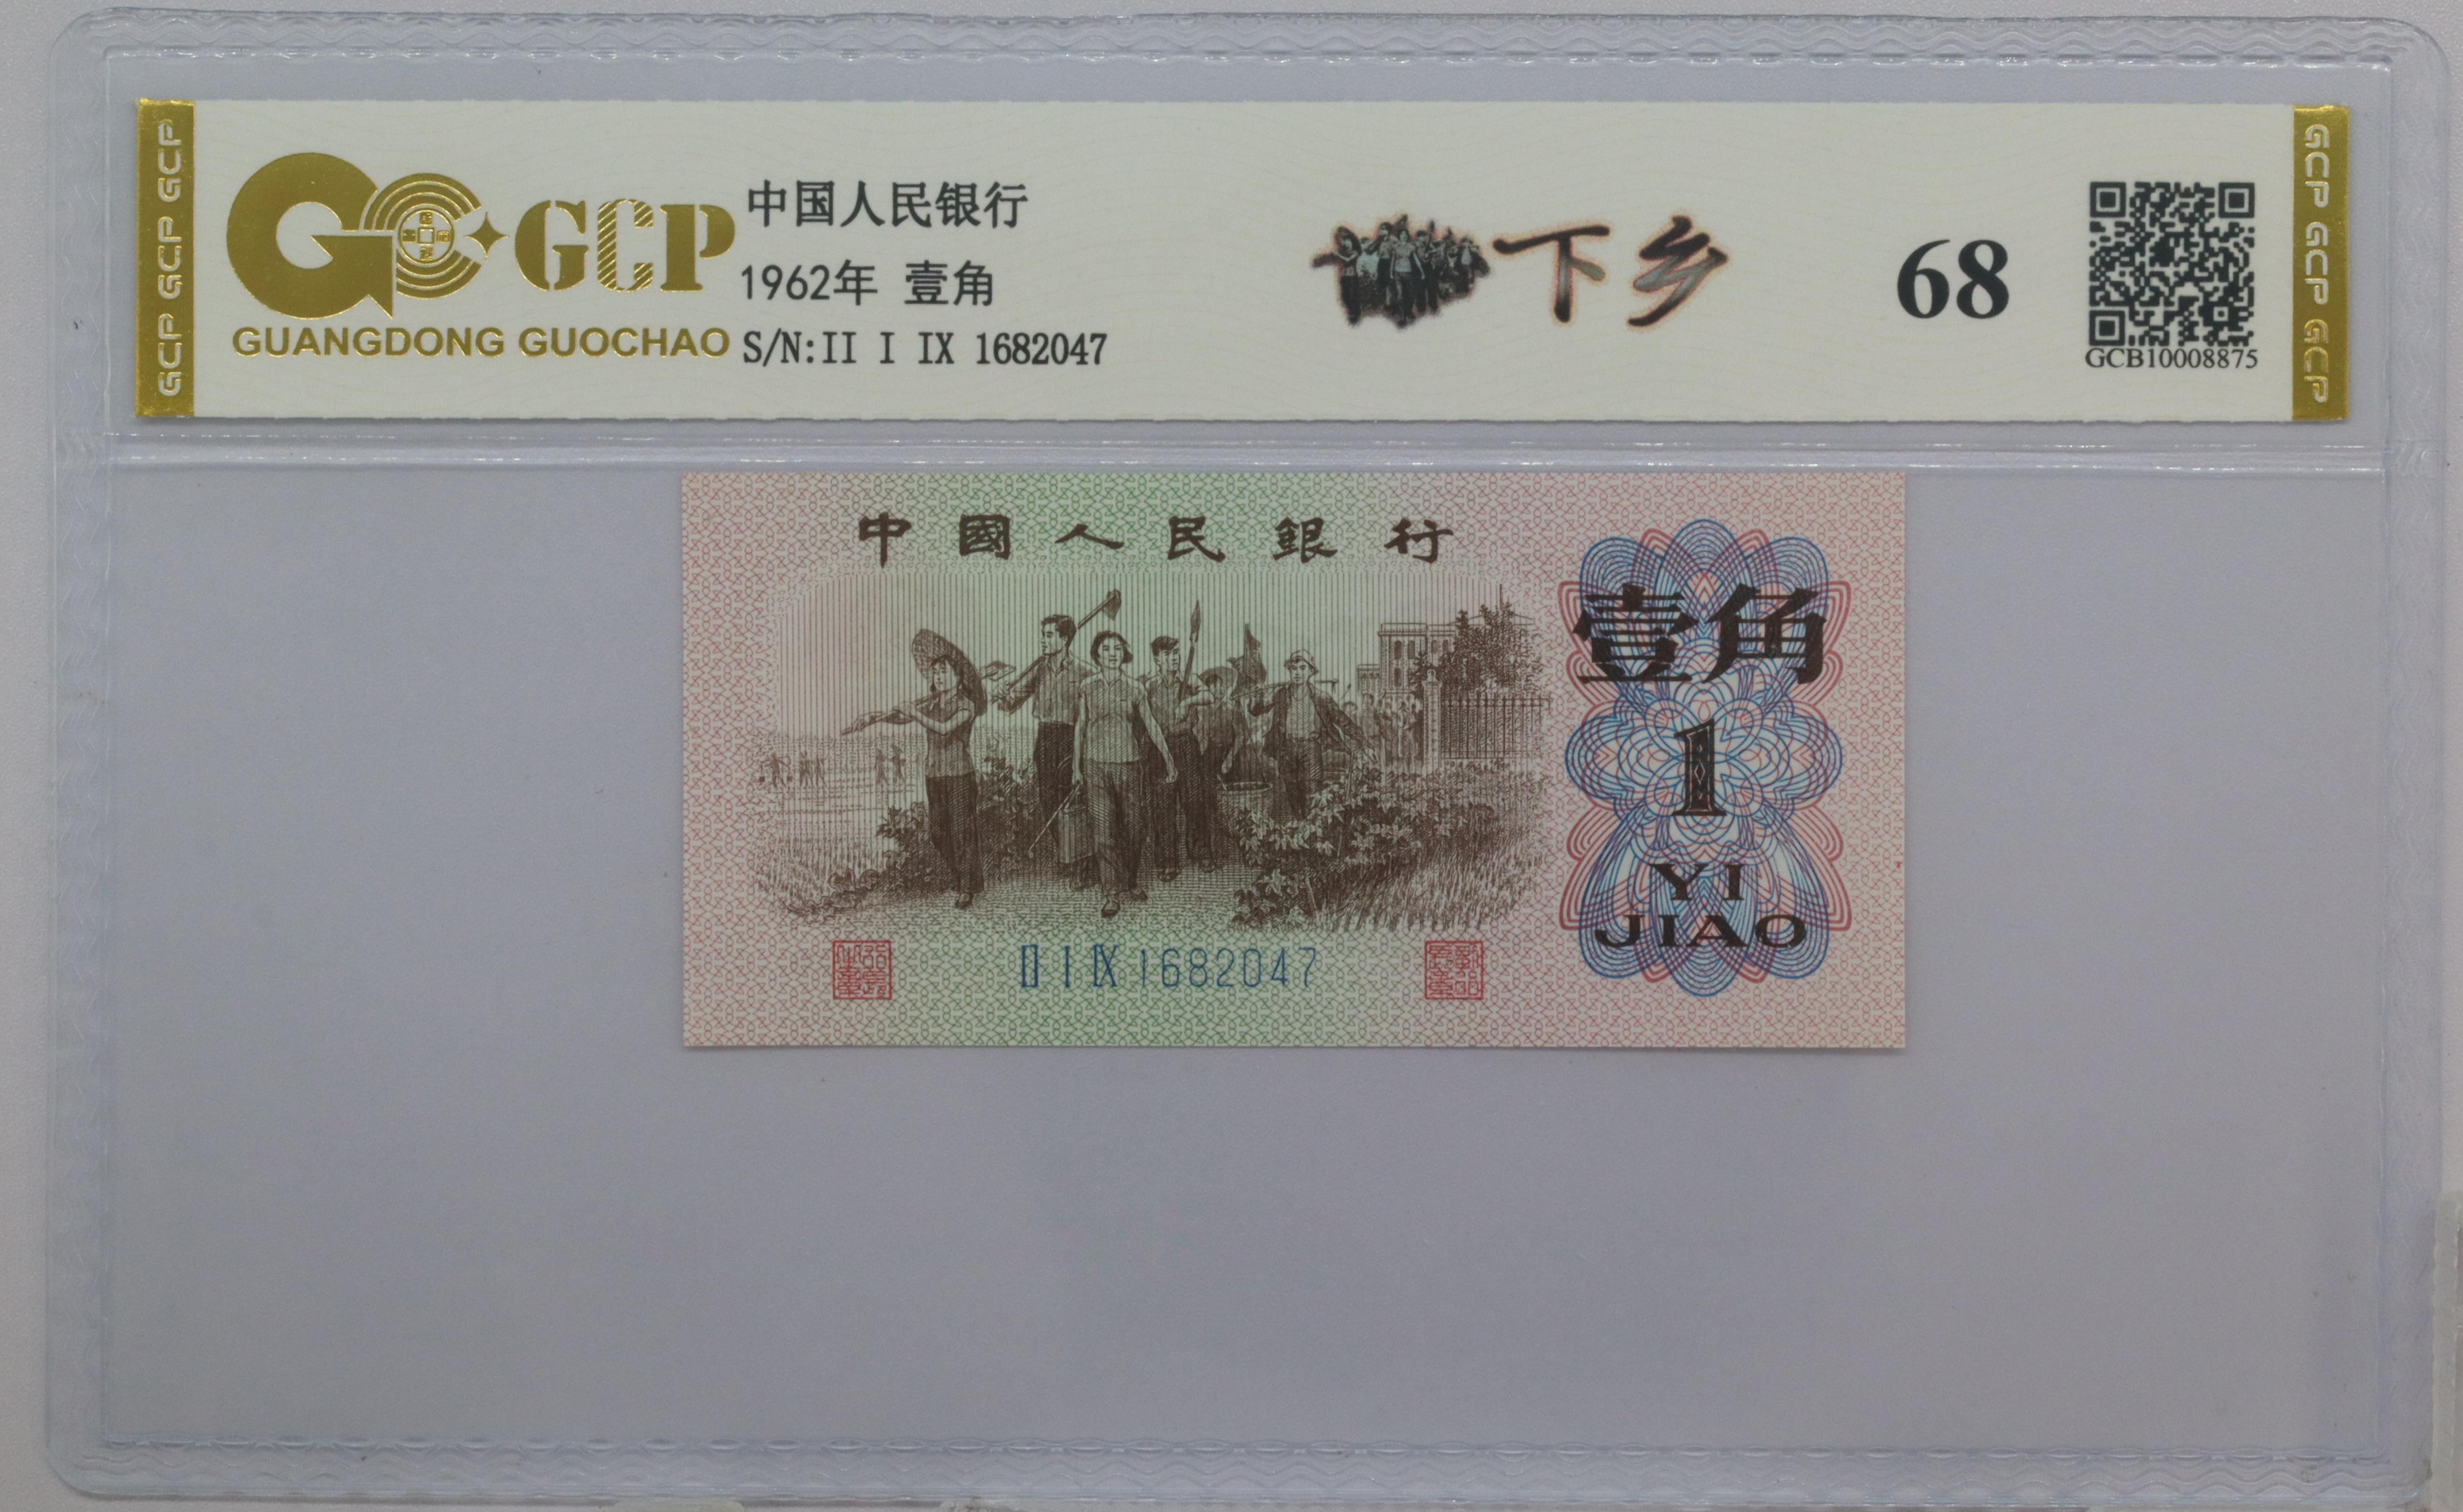 GCP GCP GCP
GCP
GUANGDONG GUOCHAO
中国人民银行
1962年 壹角
S/N:II I IX 1682047
下乡
68
GCB10008875
GCP GCP GCP
中國人民銀行
壹角
1
YI
JIAO
II I IX 1682047